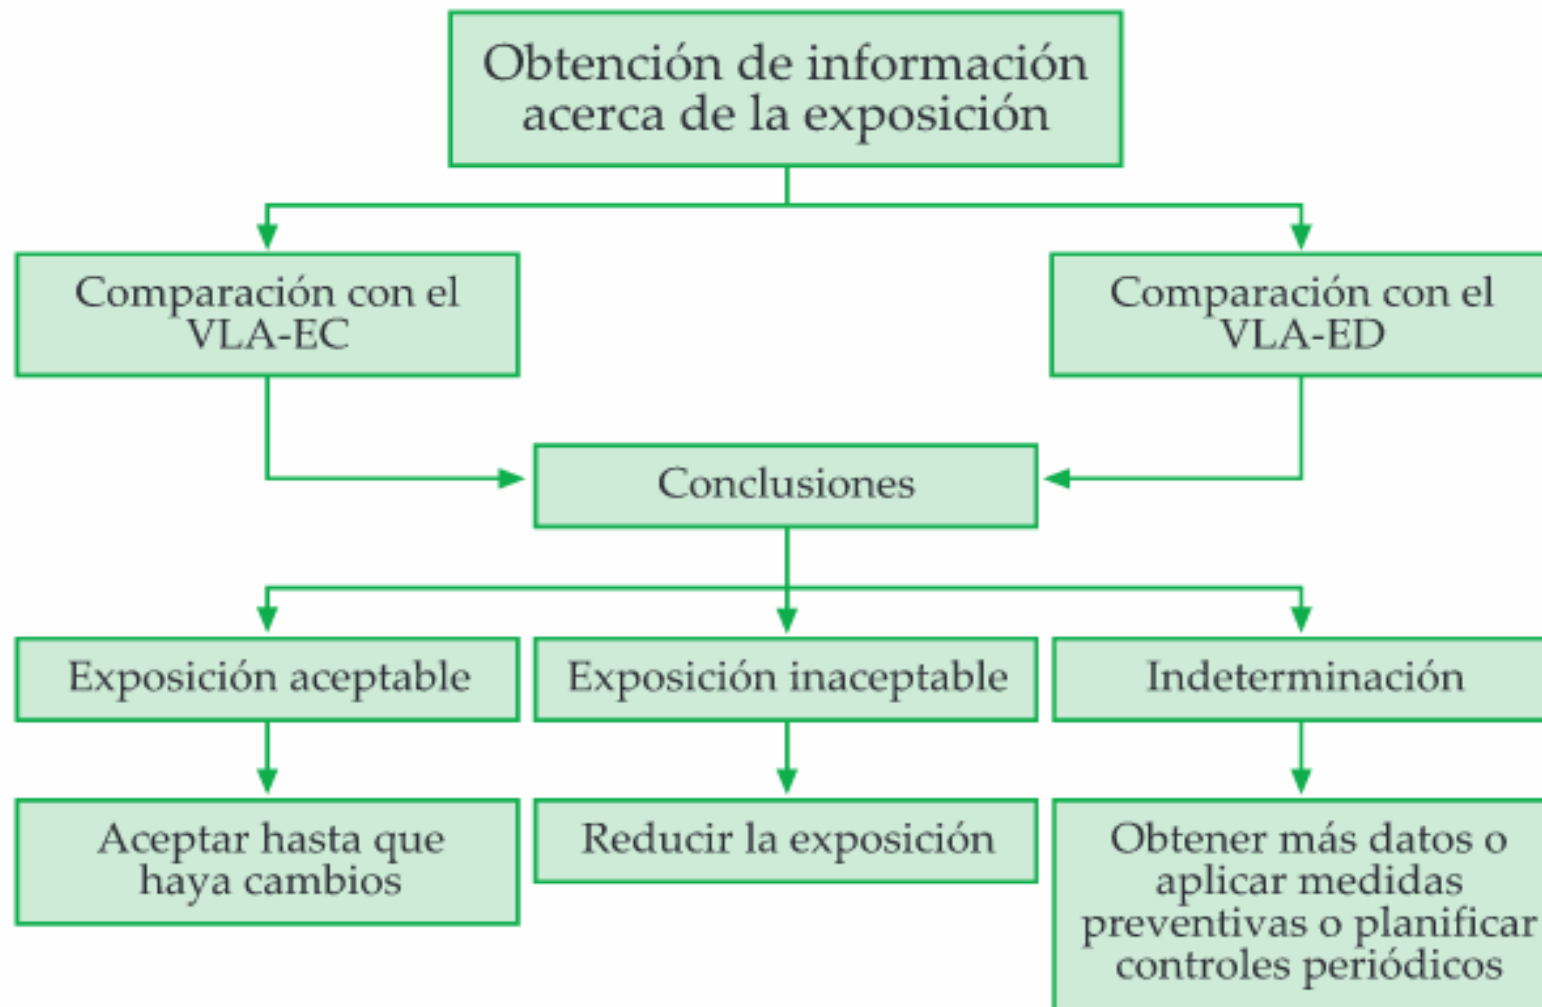 Obtención de información
acerca de la exposición
Comparación con el
VLA-EC
Comparación con el
VLA-ED
Conclusiones
Exposición aceptable
Exposición inaceptable
Indeterminación
Aceptar hasta que
haya cambios
Reducir la exposición
Obtener más datos o
aplicar medidas
preventivas o planificar
controles periódicos